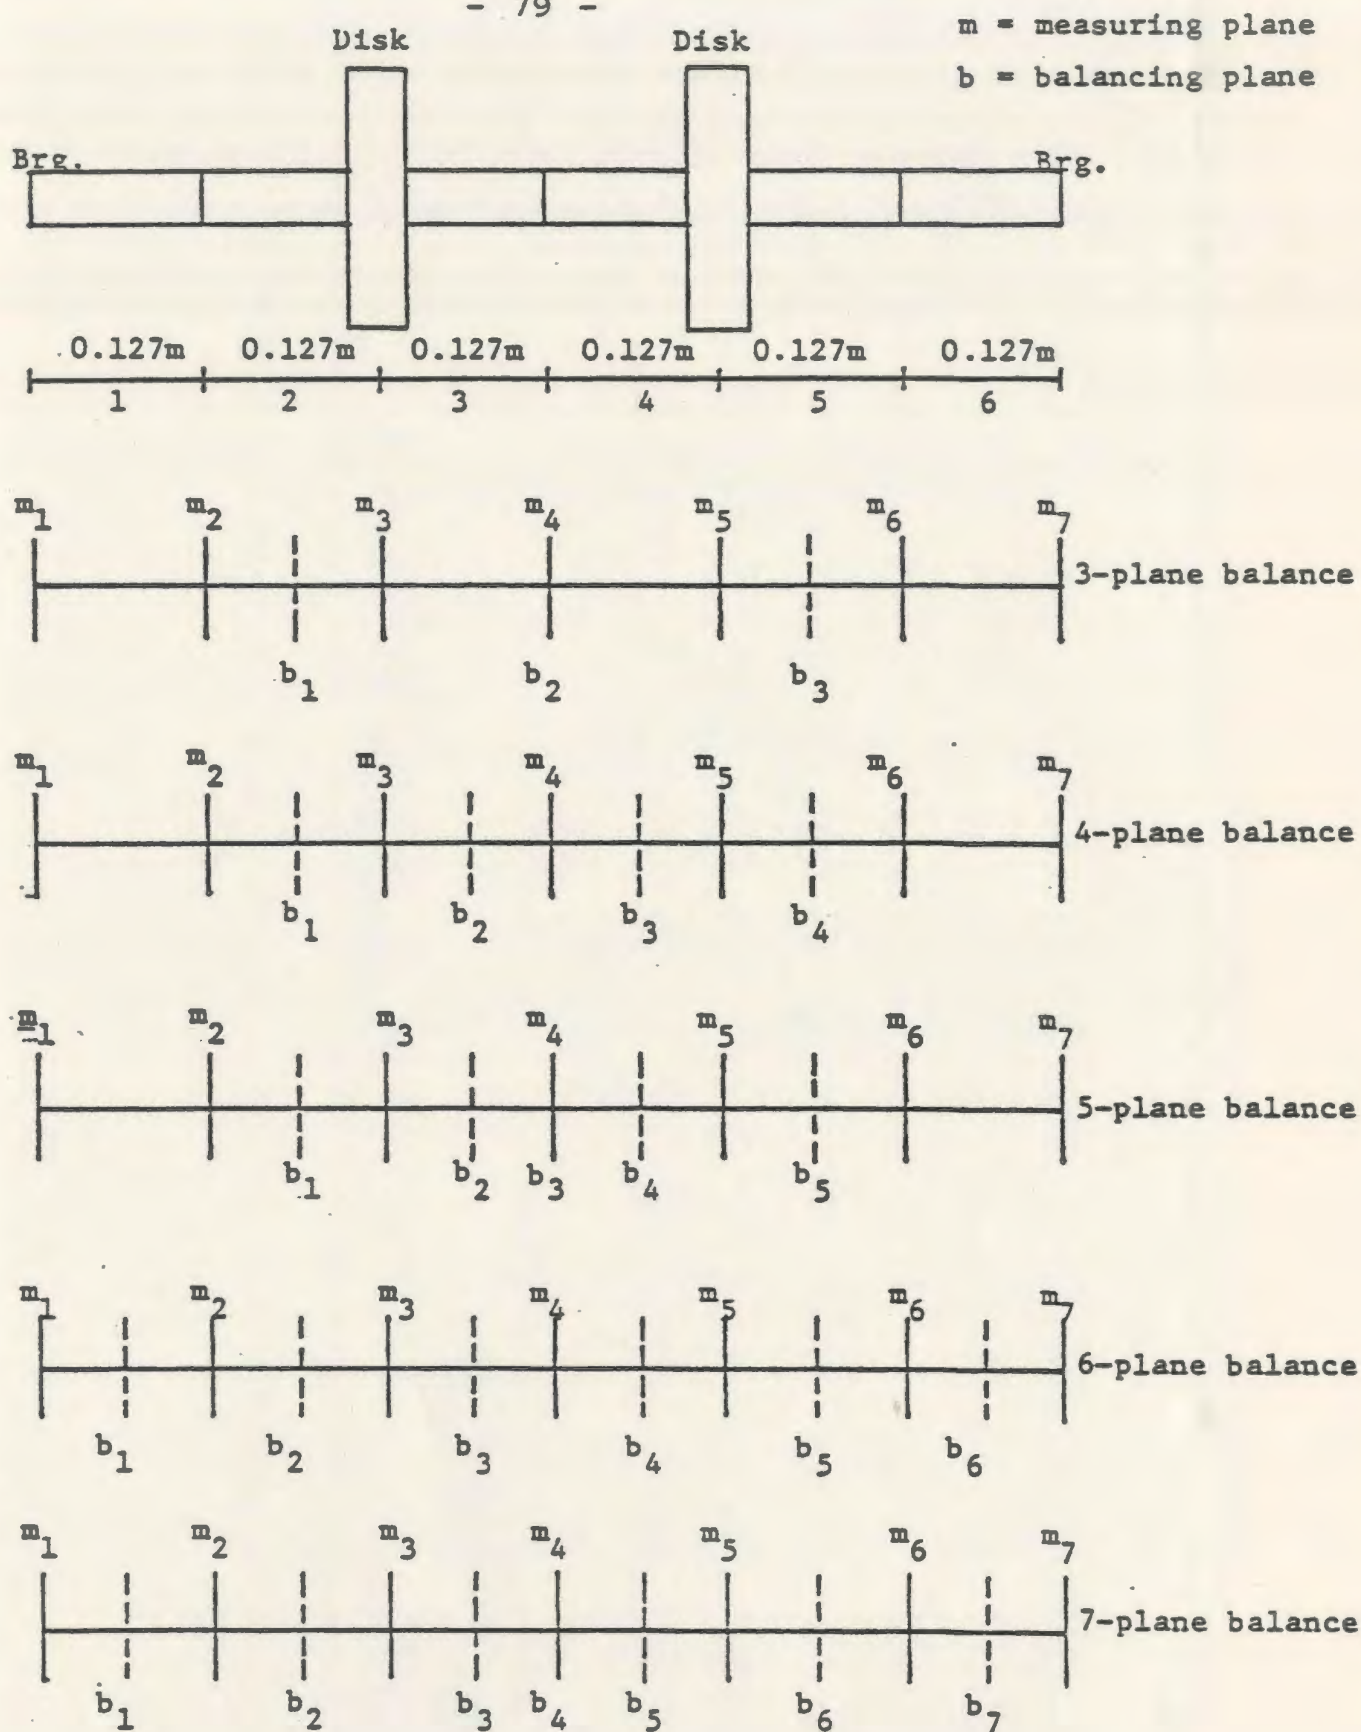 - 79 -
m = measuring plane
Disk Disk
b = balancing plane
Brg. Brg.
0.127m 0.127m 0.127m 0.127m 0.127m 0.127m
1 2 3 4 5 6
m1 m2 m3 m4 m5 m6 m7
3-plane balance
b1 b2 b3
m1 m2 m3 m4 m5 m6 m7
4-plane balance
b1 b2 b3 b4
m1 m2 m3 m4 m5 m6 m7
5-plane balance
b1 b2 b3 b4 b5
m1 m2 m3 m4 m5 m6 m7
6-plane balance
b1 b2 b3 b4 b5 b6
m1 m2 m3 m4 m5 m6 m7
7-plane balance
b1 b2 b3 b4 b5 b6 b7